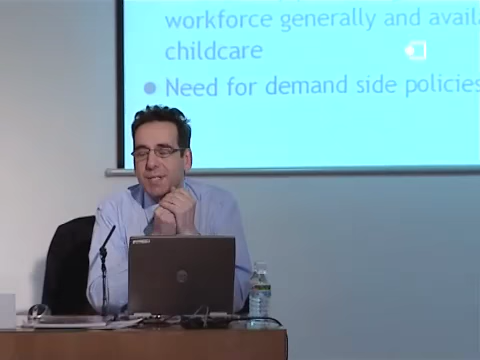 workforce generally and avail
childcare
● Need for demand side policies